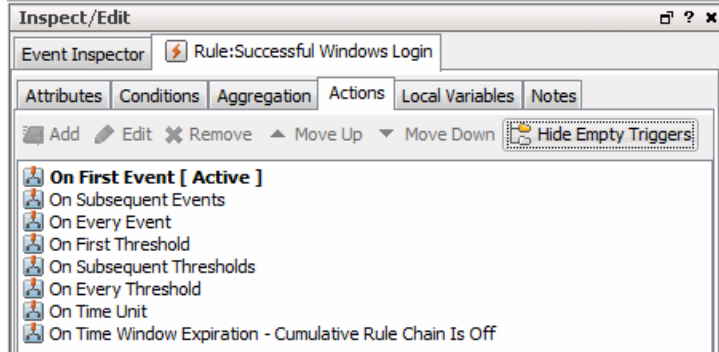 Inspect/Edit
Event Inspector Rule:Successful Windows Login
Attributes Conditions Aggregation Actions Local Variables Notes
Add Edit Remove Move Up Move Down Hide Empty Triggers
On First Event [ Active ]
On Subsequent Events
On Every Event
On First Threshold
On Subsequent Thresholds
On Every Threshold
On Time Unit
On Time Window Expiration - Cumulative Rule Chain Is Off